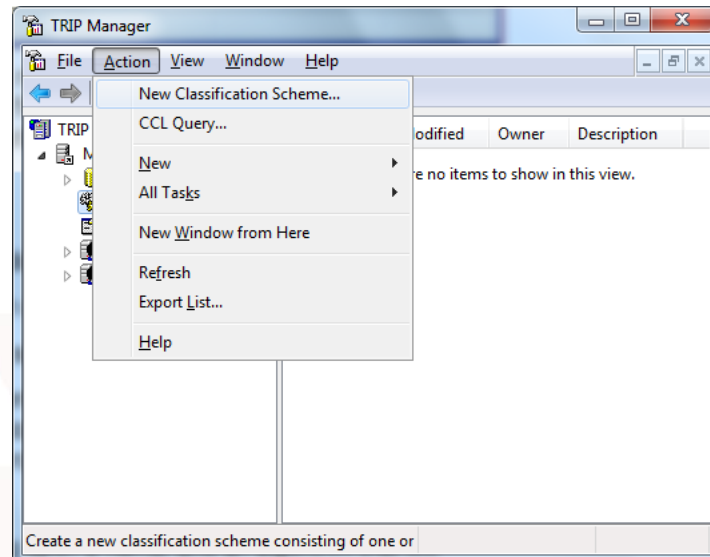 TRIP Manager
File Action View Window Help
New Classification Scheme...
CCL Query...
New
All Tasks
New Window from Here
Refresh
Export List...
Help
TRIP
Owner Description
no items to show in this view.
Create a new classification scheme consisting of one or